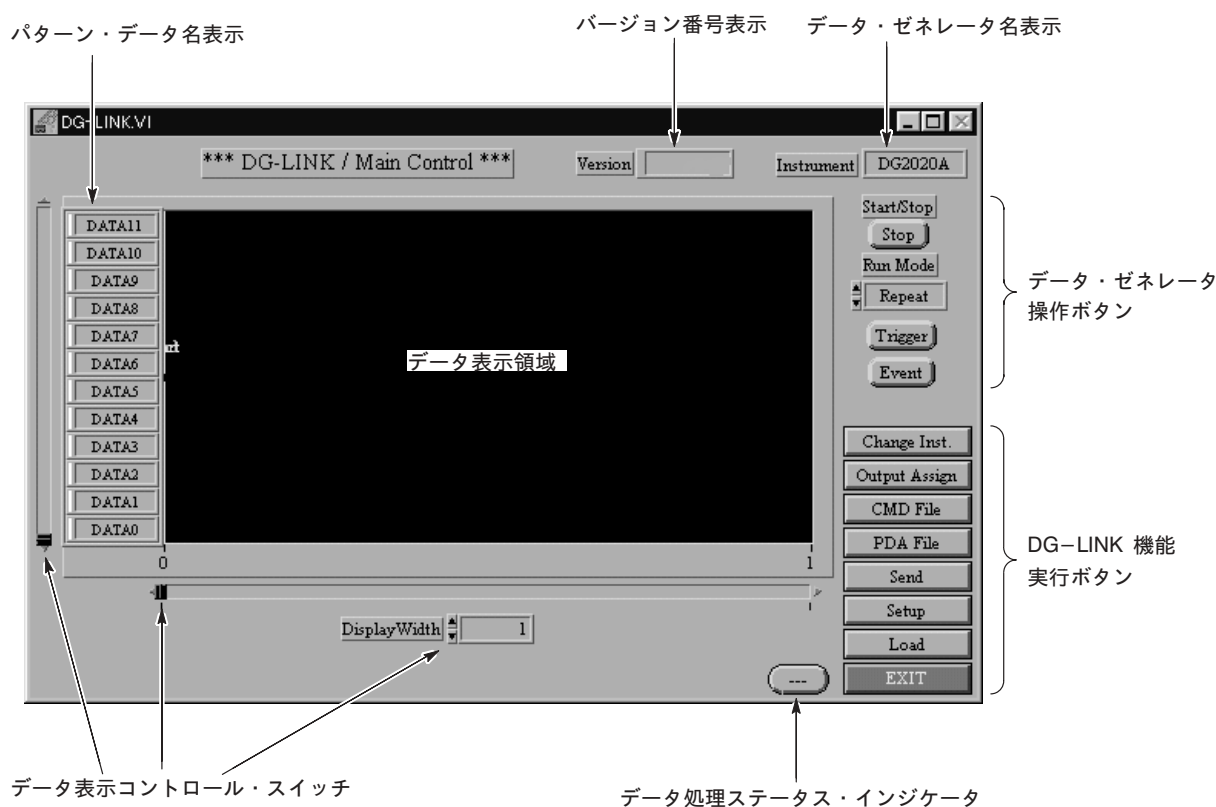 パターン・データ名表示
バージョン番号表示
データ・ゼネレータ名表示
DG-LINK.VI
*** DG-LINK / Main Control ***
Version
Instrument
DG2020A
DATA11
DATA10
DATA9
DATA8
DATA7
DATA6
DATA5
DATA4
DATA3
DATA2
DATA1
DATA0
データ表示領域
0
1
DisplayWidth
1
Start/Stop
Stop
Run Mode
Repeat
Trigger
Event
データ・ゼネレータ
操作ボタン
Change Inst.
Output Assign
CMD File
PDA File
Send
Setup
Load
EXIT
DG−LINK 機能
実行ボタン
---
データ表示コントロール・スイッチ
データ処理ステータス・インジケータ